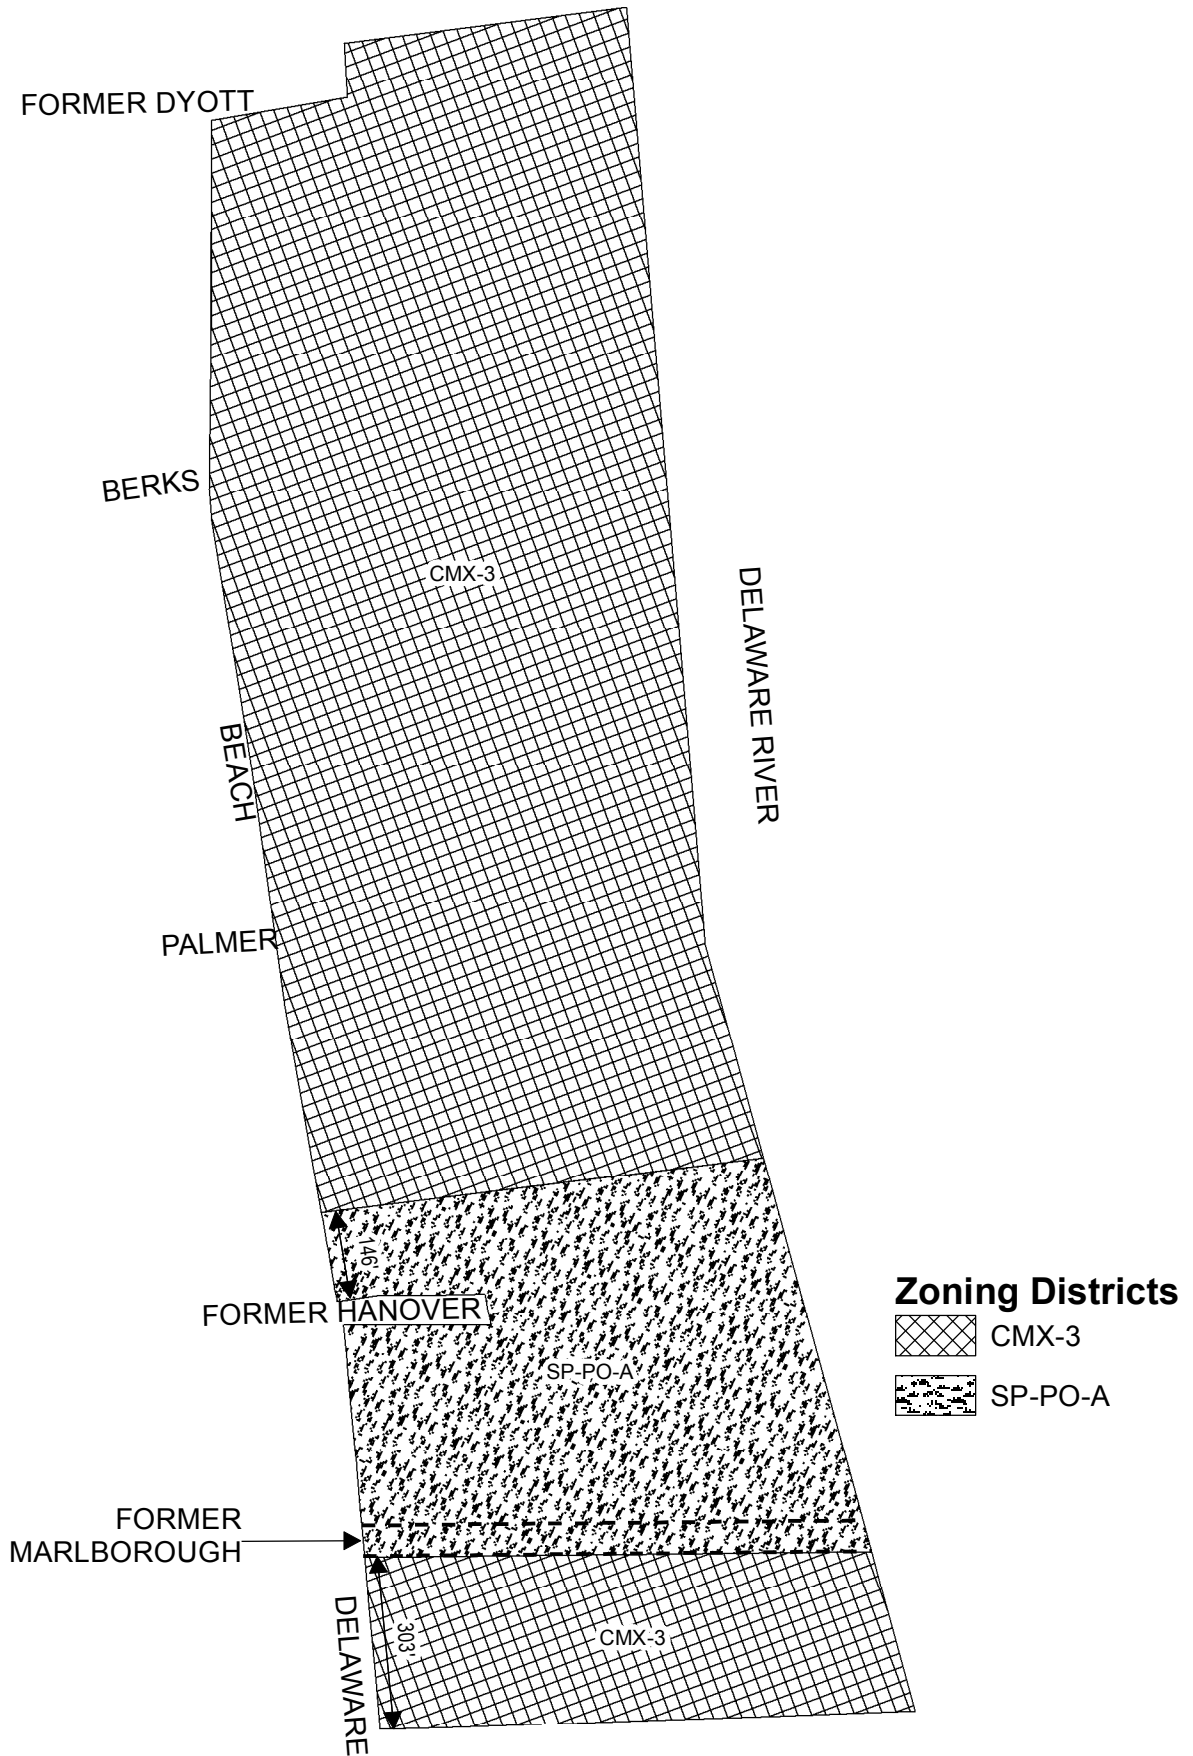 FORMER DYOTT
BERKS
CMX-3
DELAWARE RIVER
BEACH
PALMER
146'
FORMER HANOVER
Zoning Districts
CMX-3
SP-PO-A
SP-PO-A
FORMER
MARLBOROUGH
DELAWARE
303'
CMX-3